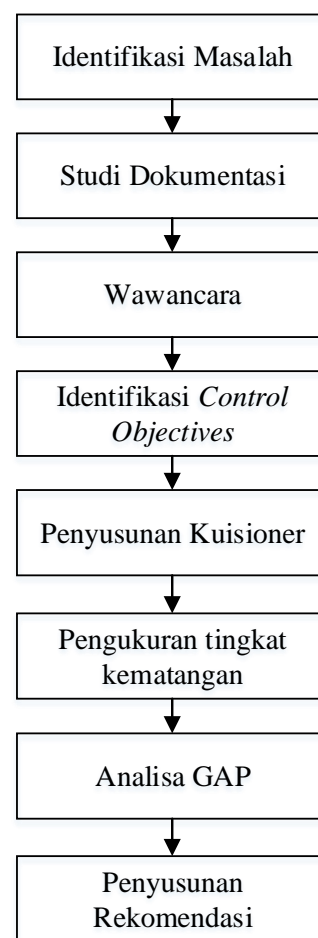 Identifikasi Masalah
Studi Dokumentasi
Wawancara
Identifikasi Control
Objectives
Penyusunan Kuisioner
Pengukuran tingkat
kematangan
Analisa GAP
Penyusunan
Rekomendasi